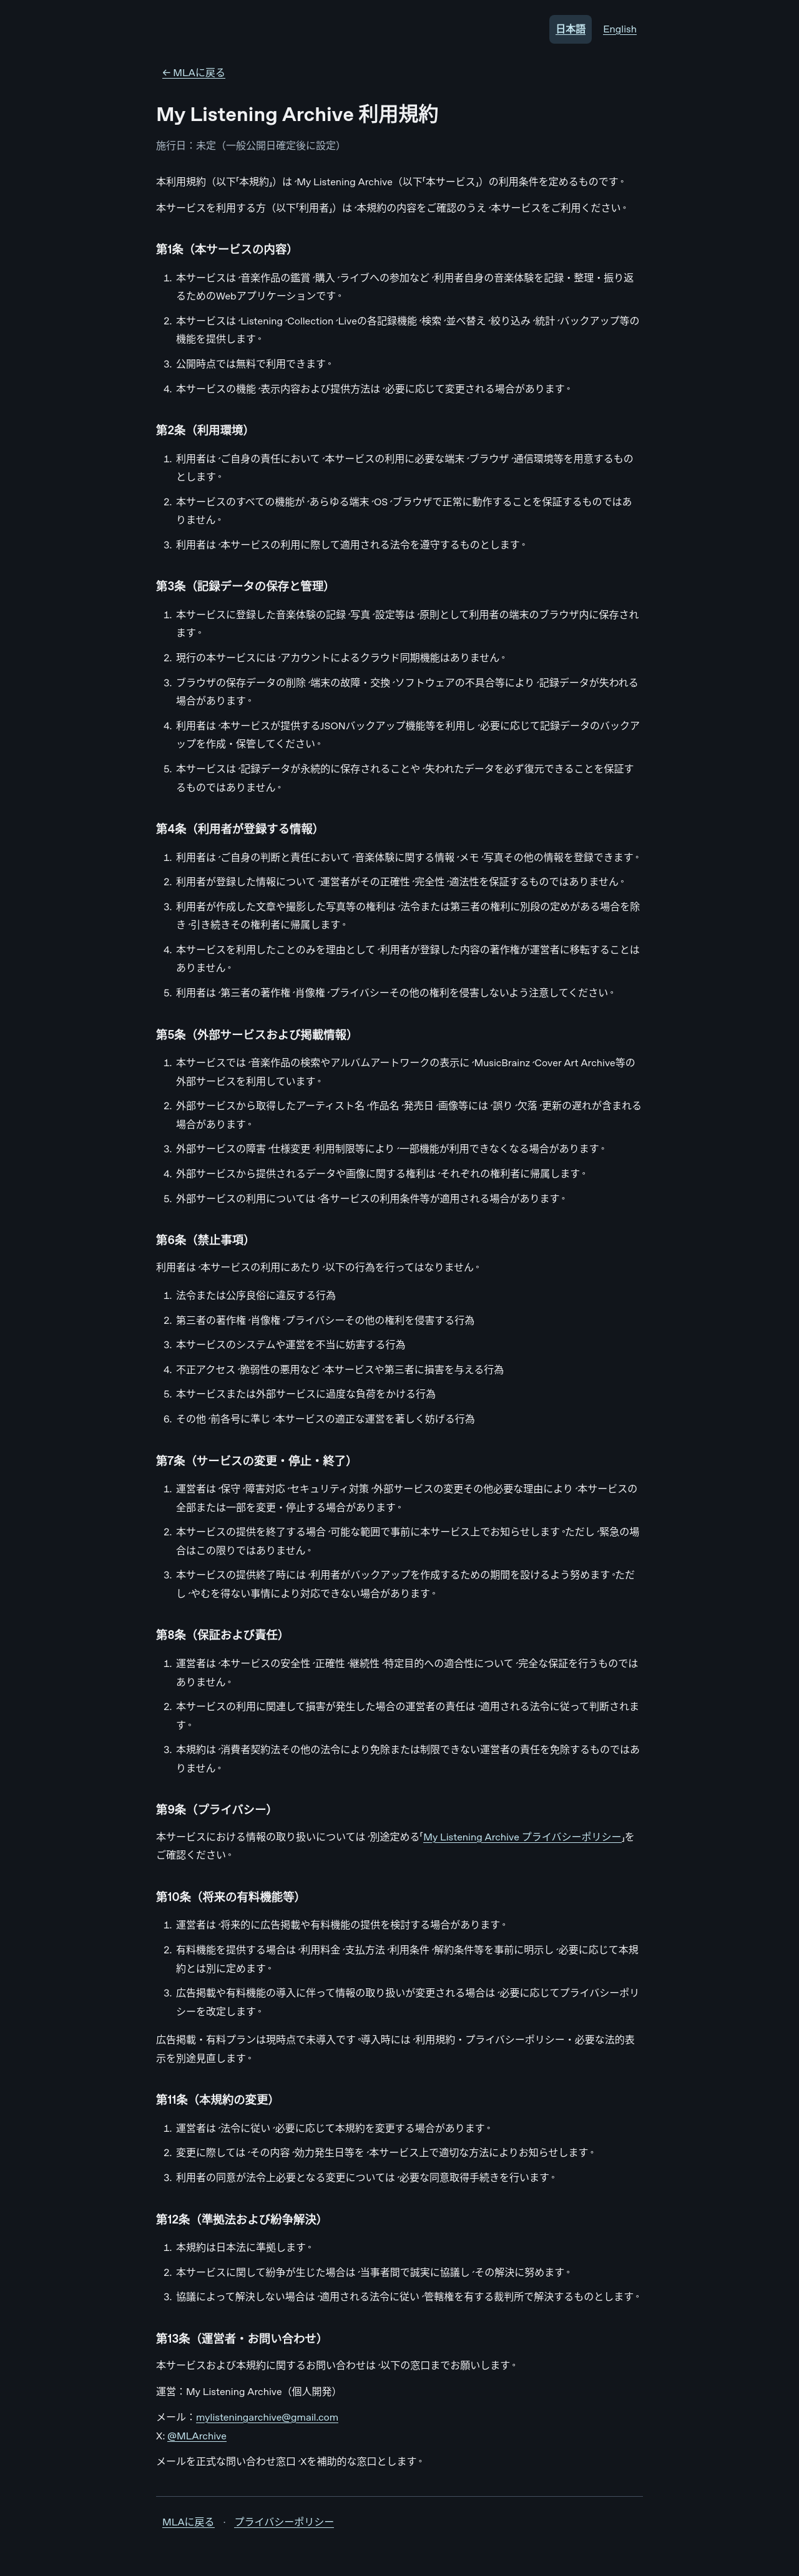 日本語 English
← MLAに戻る
My Listening Archive 利用規約
施行日：未定（一般公開日確定後に設定）
本利用規約（以下「本規約」）は、My Listening Archive（以下「本サービス」）の利用条件を定めるものです。
本サービスを利用する方（以下「利用者」）は、本規約の内容をご確認のうえ、本サービスをご利用ください。
第1条（本サービスの内容）
1. 本サービスは、音楽作品の鑑賞、購入、ライブへの参加など、利用者自身の音楽体験を記録・整理・振り返
るためのWebアプリケーションです。
2. 本サービスは、Listening、Collection、Liveの各記録機能、検索、並べ替え、絞り込み、統計、バックアップ等の
機能を提供します。
3. 公開時点では無料で利用できます。
4. 本サービスの機能、表示内容および提供方法は、必要に応じて変更される場合があります。
第2条（利用環境）
1. 利用者は、ご自身の責任において、本サービスの利用に必要な端末、ブラウザ、通信環境等を用意するもの
とします。
2. 本サービスのすべての機能が、あらゆる端末、OS、ブラウザで正常に動作することを保証するものではあ
りません。
3. 利用者は、本サービスの利用に際して適用される法令を遵守するものとします。
第3条（記録データの保存と管理）
1. 本サービスに登録した音楽体験の記録、写真、設定等は、原則として利用者の端末のブラウザ内に保存され
ます。
2. 現行の本サービスには、アカウントによるクラウド同期機能はありません。
3. ブラウザの保存データの削除、端末の故障・交換、ソフトウェアの不具合等により、記録データが失われる
場合があります。
4. 利用者は、本サービスが提供するJSONバックアップ機能等を利用し、必要に応じて記録データのバックア
ップを作成・保管してください。
5. 本サービスは、記録データが永続的に保存されることや、失われたデータを必ず復元できることを保証す
るものではありません。
第4条（利用者が登録する情報）
1. 利用者は、ご自身の判断と責任において、音楽体験に関する情報、メモ、写真その他の情報を登録できます。
2. 利用者が登録した情報について、運営者がその正確性、完全性、適法性を保証するものではありません。
3. 利用者が作成した文章や撮影した写真等の権利は、法令または第三者の権利に別段の定めがある場合を除
き、引き続きその権利者に帰属します。
4. 本サービスを利用したことのみを理由として、利用者が登録した内容の著作権が運営者に移転することは
ありません。
5. 利用者は、第三者の著作権、肖像権、プライバシーその他の権利を侵害しないよう注意してください。
第5条（外部サービスおよび掲載情報）
1. 本サービスでは、音楽作品の検索やアルバムアートワークの表示に、MusicBrainz、Cover Art Archive等の
外部サービスを利用しています。
2. 外部サービスから取得したアーティスト名、作品名、発売日、画像等には、誤り、欠落、更新の遅れが含まれる
場合があります。
3. 外部サービスの障害、仕様変更、利用制限等により、一部機能が利用できなくなる場合があります。
4. 外部サービスから提供されるデータや画像に関する権利は、それぞれの権利者に帰属します。
5. 外部サービスの利用については、各サービスの利用条件等が適用される場合があります。
第6条（禁止事項）
利用者は、本サービスの利用にあたり、以下の行為を行ってはなりません。
1. 法令または公序良俗に違反する行為
2. 第三者の著作権、肖像権、プライバシーその他の権利を侵害する行為
3. 本サービスのシステムや運営を不当に妨害する行為
4. 不正アクセス、脆弱性の悪用など、本サービスや第三者に損害を与える行為
5. 本サービスまたは外部サービスに過度な負荷をかける行為
6. その他、前各号に準じ、本サービスの適正な運営を著しく妨げる行為
第7条（サービスの変更・停止・終了）
1. 運営者は、保守、障害対応、セキュリティ対策、外部サービスの変更その他必要な理由により、本サービスの
全部または一部を変更・停止する場合があります。
2. 本サービスの提供を終了する場合、可能な範囲で事前に本サービス上でお知らせします。ただし、緊急の場
合はこの限りではありません。
3. 本サービスの提供終了時には、利用者がバックアップを作成するための期間を設けるよう努めます。ただ
し、やむを得ない事情により対応できない場合があります。
第8条（保証および責任）
1. 運営者は、本サービスの安全性、正確性、継続性、特定目的への適合性について、完全な保証を行うものでは
ありません。
2. 本サービスの利用に関連して損害が発生した場合の運営者の責任は、適用される法令に従って判断されま
す。
3. 本規約は、消費者契約法その他の法令により免除または制限できない運営者の責任を免除するものではあ
りません。
第9条（プライバシー）
本サービスにおける情報の取り扱いについては、別途定める「My Listening Archive プライバシーポリシー」を
ご確認ください。
第10条（将来の有料機能等）
1. 運営者は、将来的に広告掲載や有料機能の提供を検討する場合があります。
2. 有料機能を提供する場合は、利用料金、支払方法、利用条件、解約条件等を事前に明示し、必要に応じて本規
約とは別に定めます。
3. 広告掲載や有料機能の導入に伴って情報の取り扱いが変更される場合は、必要に応じてプライバシーポリ
シーを改定します。
広告掲載・有料プランは現時点で未導入です。導入時には、利用規約・プライバシーポリシー・必要な法的表
示を別途見直します。
第11条（本規約の変更）
1. 運営者は、法令に従い、必要に応じて本規約を変更する場合があります。
2. 変更に際しては、その内容、効力発生日等を、本サービス上で適切な方法によりお知らせします。
3. 利用者の同意が法令上必要となる変更については、必要な同意取得手続きを行います。
第12条（準拠法および紛争解決）
1. 本規約は日本法に準拠します。
2. 本サービスに関して紛争が生じた場合は、当事者間で誠実に協議し、その解決に努めます。
3. 協議によって解決しない場合は、適用される法令に従い、管轄権を有する裁判所で解決するものとします。
第13条（運営者・お問い合わせ）
本サービスおよび本規約に関するお問い合わせは、以下の窓口までお願いします。
運営：My Listening Archive（個人開発）
メール：mylisteningarchive@gmail.com
X: @MLArchive
メールを正式な問い合わせ窓口、Xを補助的な窓口とします。
MLAに戻る · プライバシーポリシー